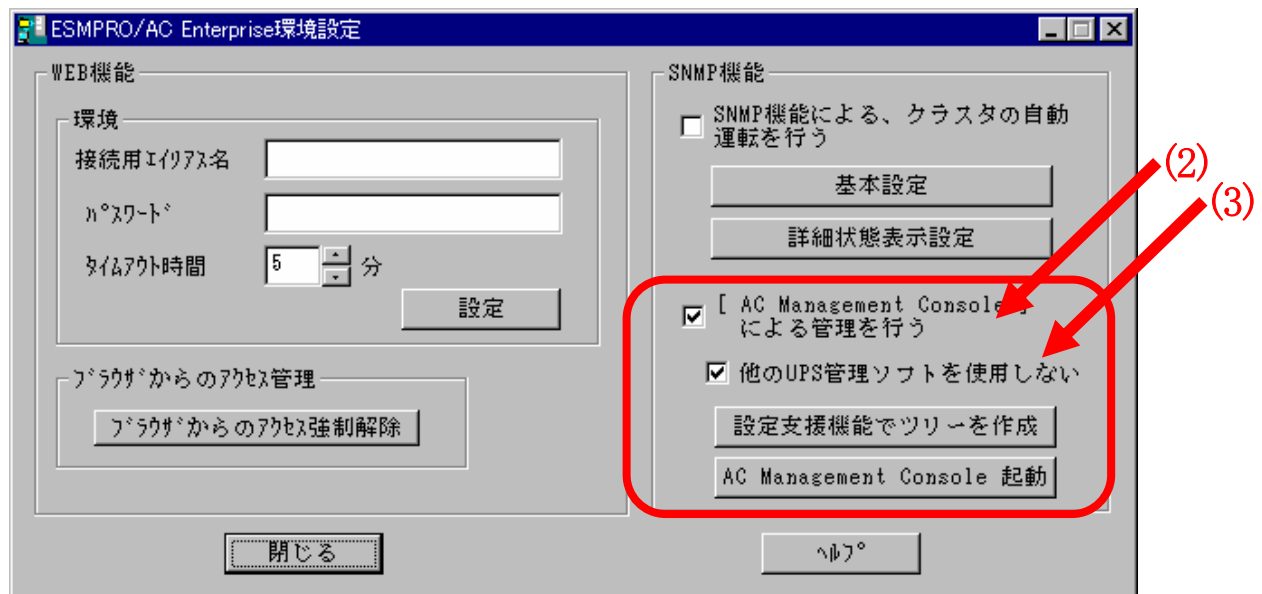 ESMPRO/AC Enterprise環境設定
WEB機能
環境
接続用ｴｲﾘｱｽ名
ﾊﾟｽﾜｰﾄﾞ
ﾀｲﾑｱｳﾄ時間
5
分
設定
ﾌﾞﾗｳｻﾞからのｱｸｾｽ管理
ﾌﾞﾗｳｻﾞからのｱｸｾｽ強制解除
SNMP機能
SNMP機能による、クラスタの自動
運転を行う
基本設定
詳細状態表示設定
[ AC Management Console ]
による管理を行う
他のUPS管理ソフトを使用しない
設定支援機能でツリーを作成
AC Management Console 起動
(2)
(3)
閉じる
ﾍﾙﾌﾟ